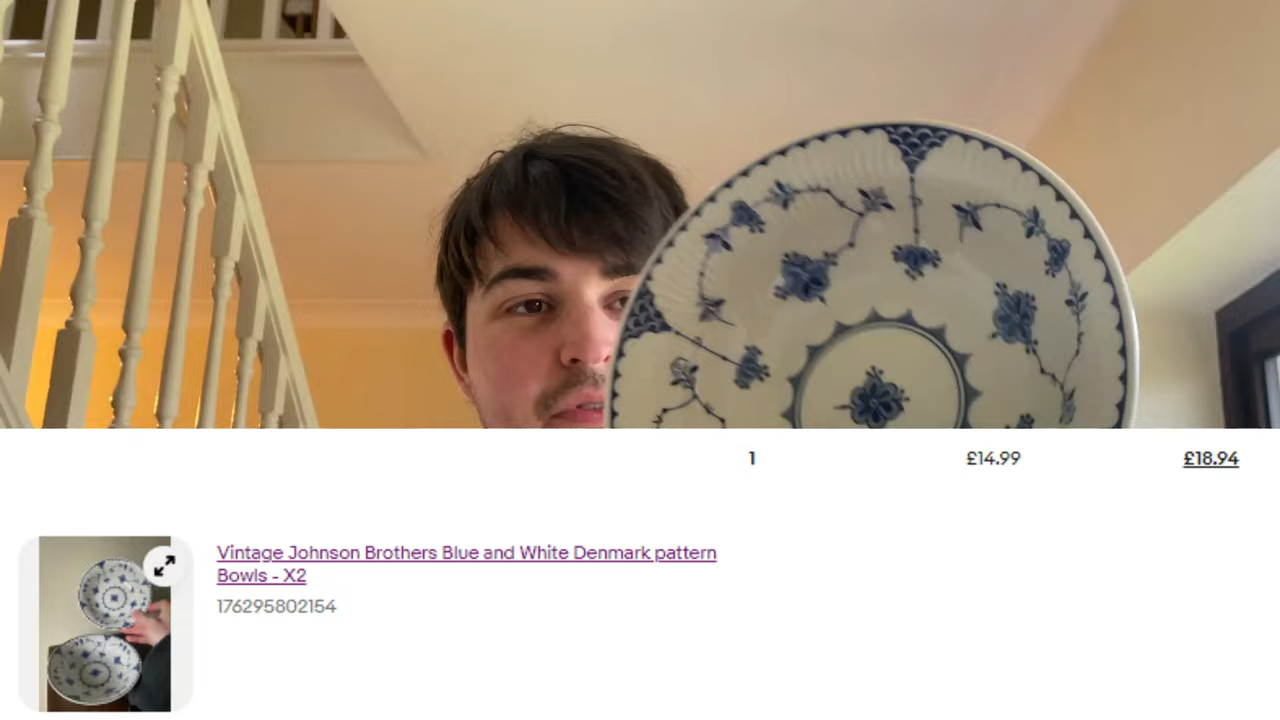 1 £14.99 £18.94
Vintage Johnson Brothers Blue and White Denmark pattern
Bowls - X2
176295802154